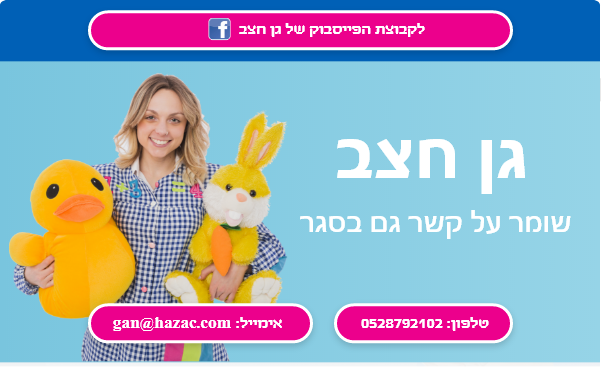 לקבוצת הפייסבוק של גן חצב
גן חצב
שומר על קשר גם בסגר
טלפון: 0528792102
אימייל: gan@hazac.com